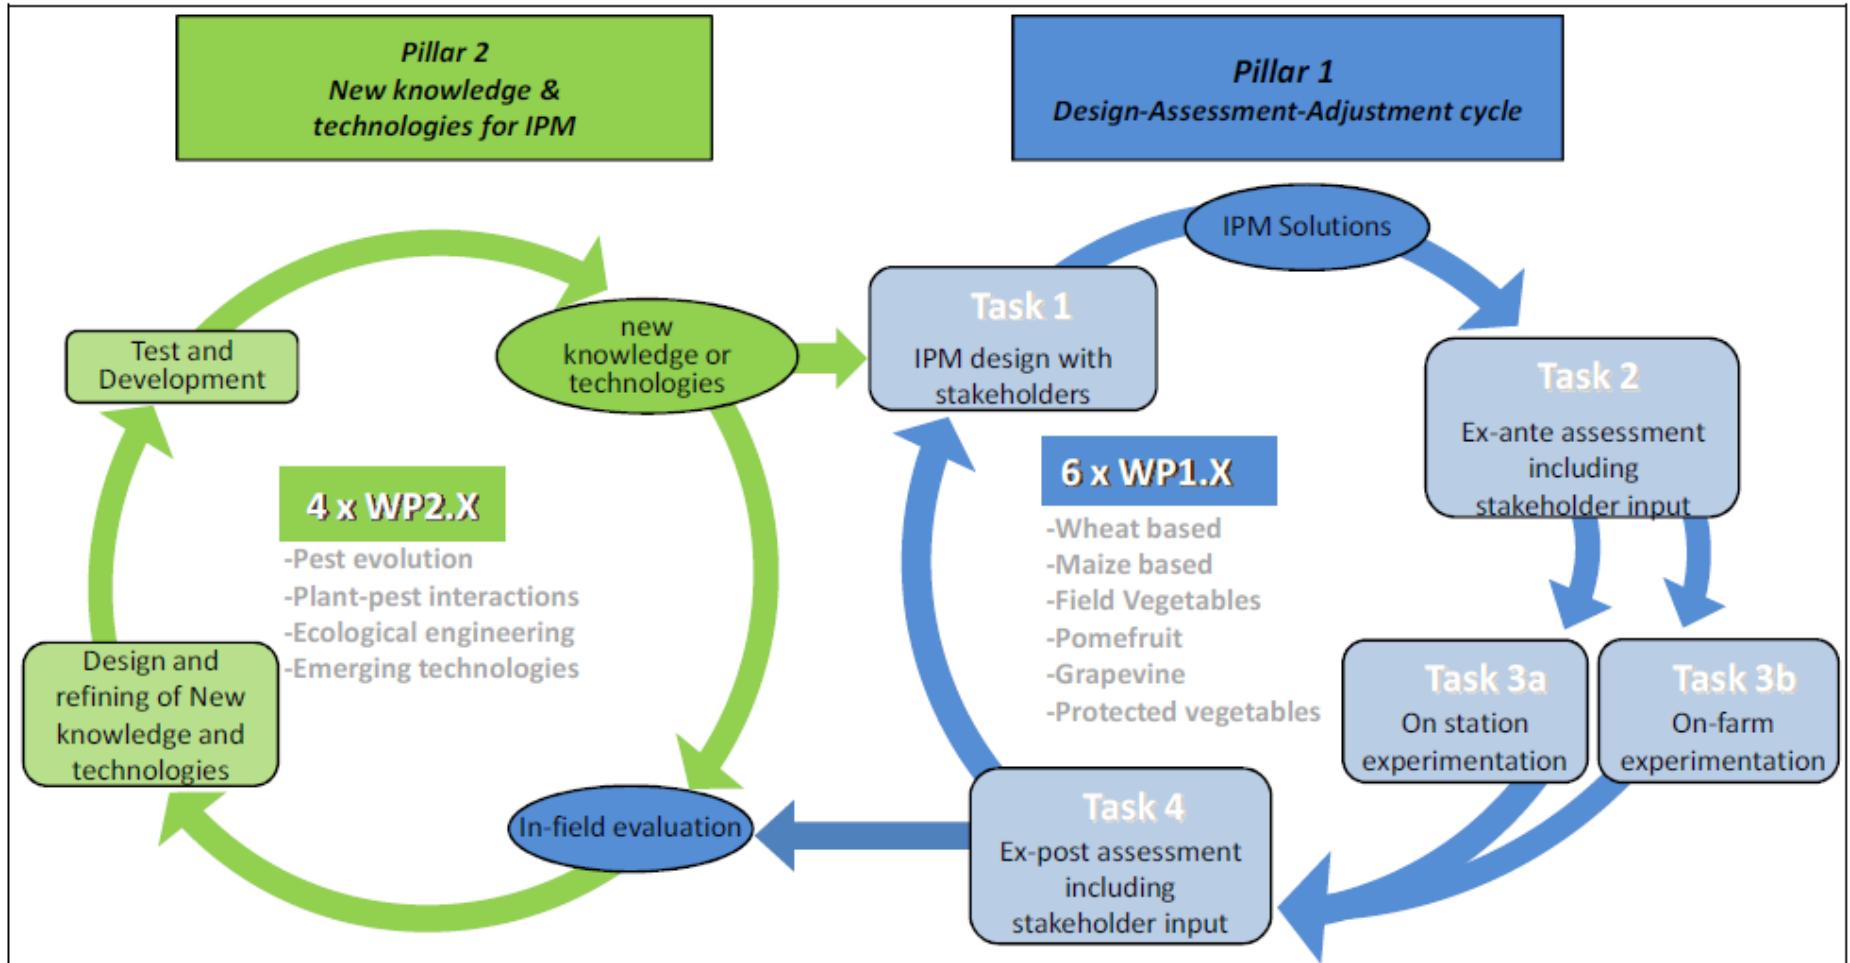 Pillar 2
New knowledge &
technologies for IPM
Pillar 1
Design-Assessment-Adjustment cycle
IPM Solutions
Task 1
IPM design with
stakeholders
new
knowledge or
technologies
Test and
Development
Task 2
Ex-ante assessment
including
stakeholder input
4 x WP2.X
-Pest evolution
-Plant-pest interactions
-Ecological engineering
-Emerging technologies
6 x WP1.X
-Wheat based
-Maize based
-Field Vegetables
-Pomefruit
-Grapevine
-Protected vegetables
Design and
refining of New
knowledge and
technologies
Task 3a
On station
experimentation
Task 3b
On-farm
experimentation
In-field evaluation
Task 4
Ex-post assessment
including
stakeholder input